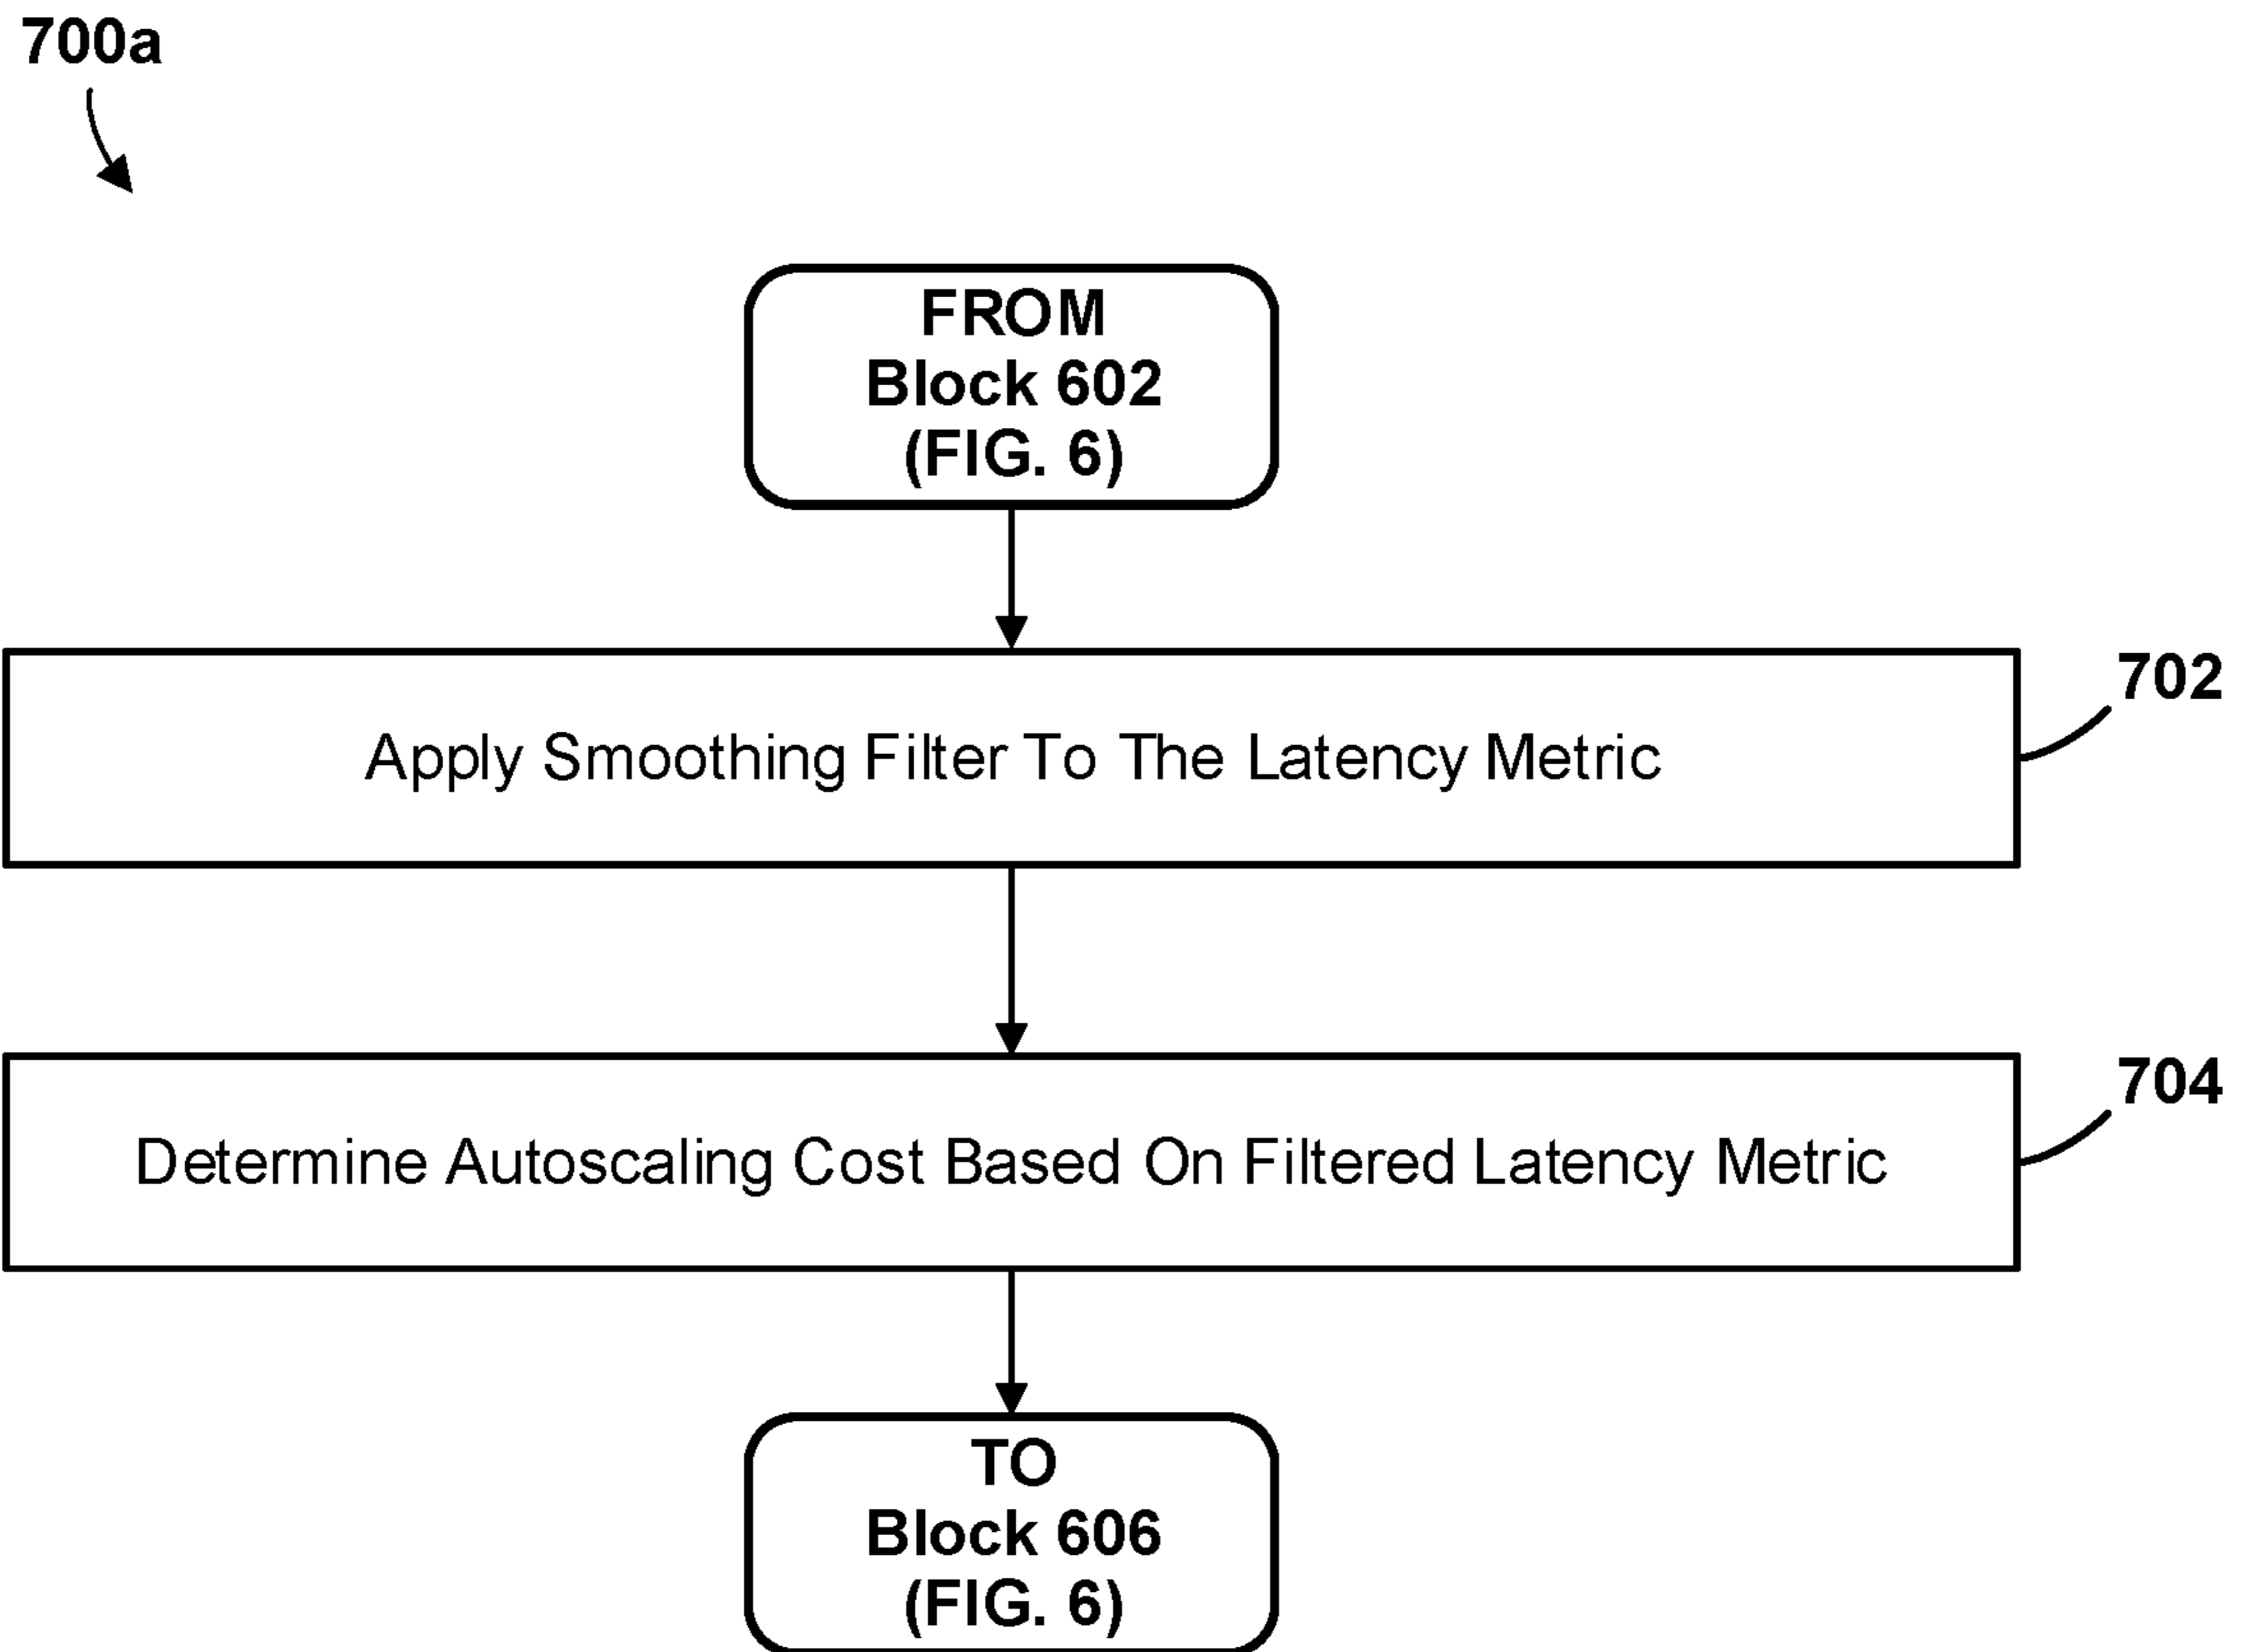 700a
FROM
Block 602
(FIG. 6)
702
Apply Smoothing Filter To The Latency Metric
704
Determine Autoscaling Cost Based On Filtered Latency Metric
TO
Block 606
(FIG. 6)